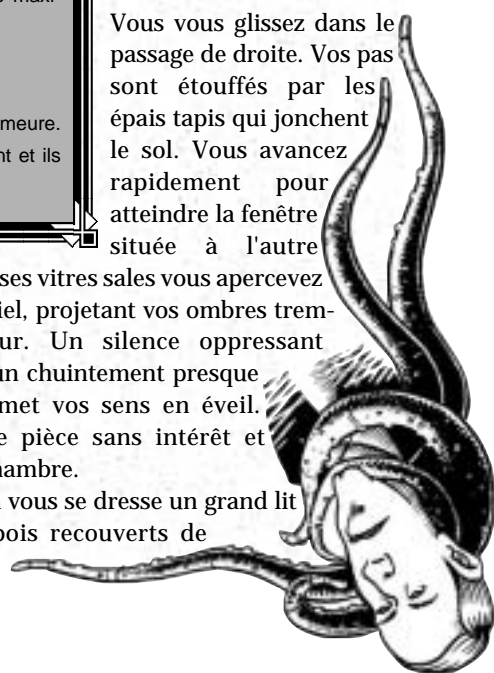 maxi-
meure.
nt et ils
Vous vous glissez dans le
passage de droite. Vos pas
sont étouffés par les
épais tapis qui jonchent
le sol. Vous avancez
rapidement pour
atteindre la fenêtre
située à l'autre
ses vitres sales vous apercevez
iel, projetant vos ombres trem-
ur. Un silence oppressant
un chuintement presque
met vos sens en éveil.
e pièce sans intérêt et
hambre.
vous se dresse un grand lit
bois recouverts de